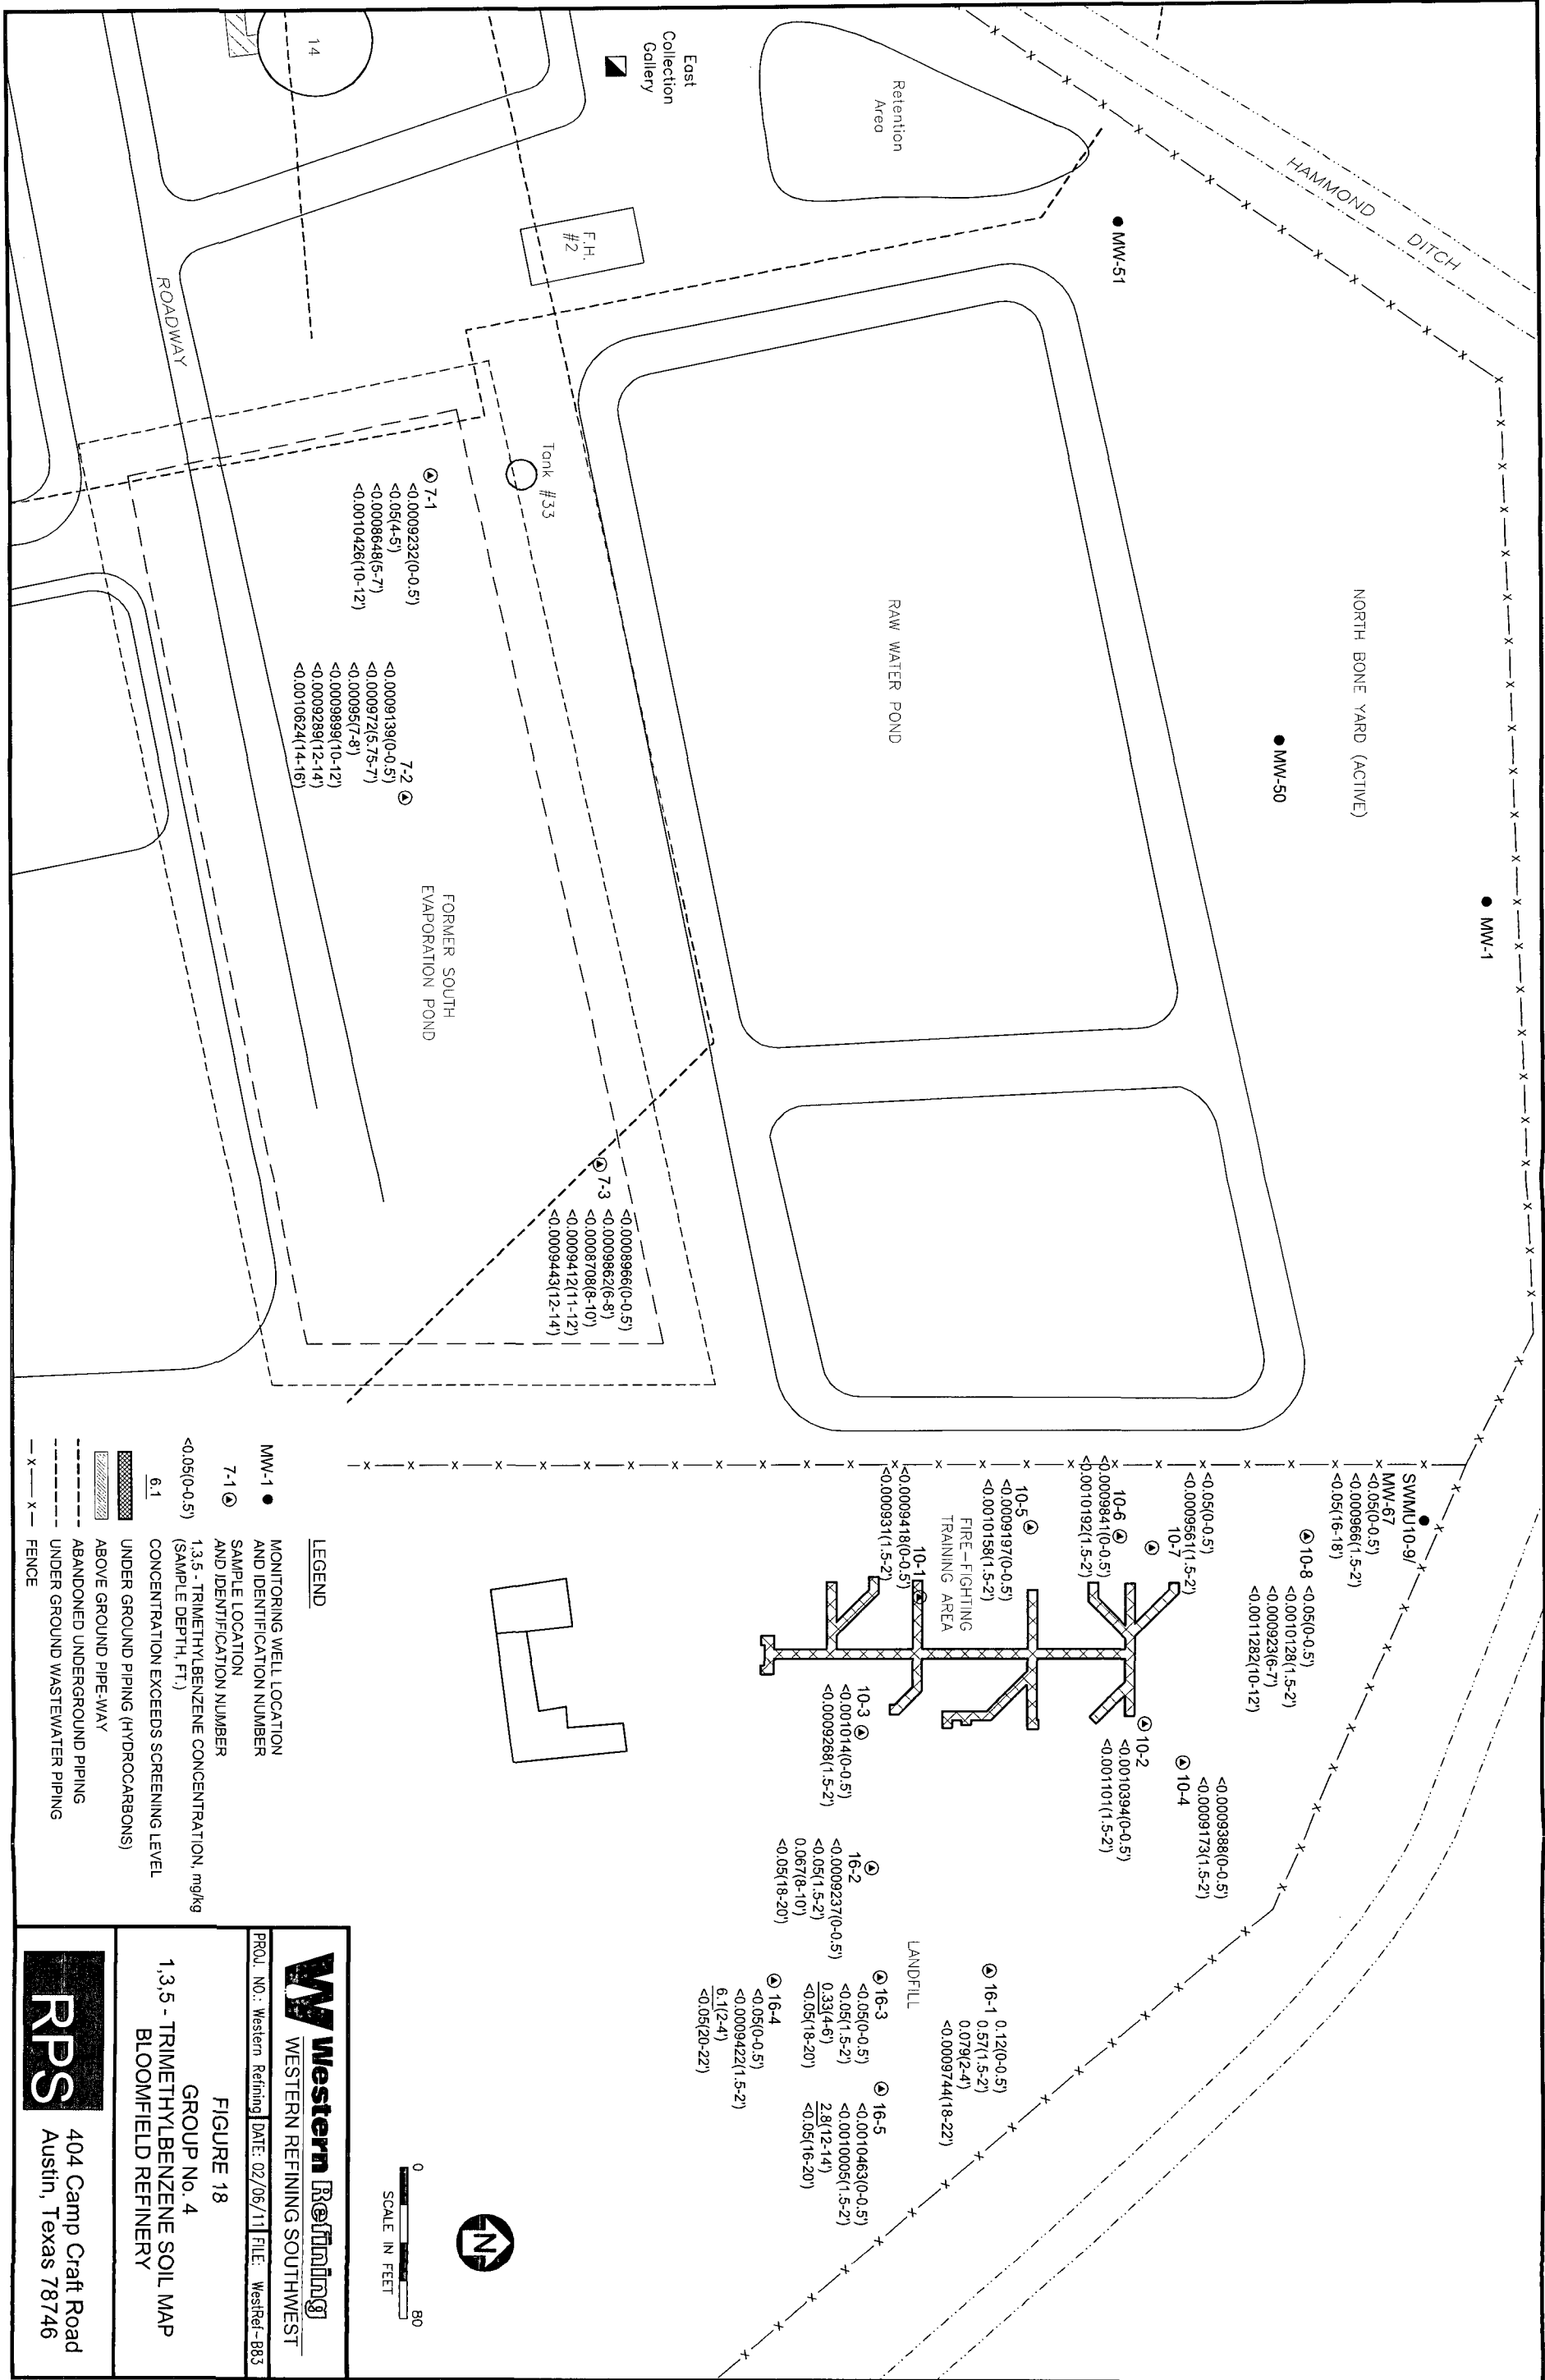 HAMMOND DITCH
East
Collection
Gallery
Retention
Area
14
F.H.
#2
ROADWAY
MW-51
MW-50
MW-1
NORTH BONE YARD (ACTIVE)
RAW WATER POND
Tank #33
7-1
<0.0009232(0-0.5')
<0.05(4-5')
<0.0008648(5-7')
<0.0010426(10-12')
7-2
<0.0009139(0-0.5')
<0.000972(5.75-7')
<0.00095(7-8')
<0.0009899(10-12')
<0.0009289(12-14')
<0.0010624(14-16')
FORMER SOUTH
EVAPORATION POND
7-3
<0.0008966(0-0.5')
<0.0009862(6-8')
<0.0008708(8-10')
<0.0009412(11-12')
<0.0009443(12-14')
SWMU10-9/
MW-67
<0.05(0-0.5')
<0.000966(1.5-2')
<0.05(16-18')
10-8
<0.05(0-0.5')
<0.0010128(1.5-2')
<0.000923(6-7')
<0.0011282(10-12')
<0.05(0-0.5')
<0.0009561(1.5-2')
10-7
10-6
<0.0009841(0-0.5')
<0.0010192(1.5-2')
10-5
<0.0009197(0-0.5')
<0.0010158(1.5-2')
FIRE-FIGHTING
TRAINING AREA
10-1
<0.0009418(0-0.5')
<0.000931(1.5-2')
<0.0009388(0-0.5')
<0.0009173(1.5-2')
10-4
10-2
<0.0010394(0-0.5')
<0.001101(1.5-2')
10-3
<0.001014(0-0.5')
<0.0009268(1.5-2')
16-2
<0.0009237(0-0.5')
<0.05(1.5-2')
0.067(8-10')
<0.05(18-20')
LANDFILL
16-1
0.12(0-0.5')
0.57(1.5-2')
0.079(2-4')
<0.0009744(18-22')
16-3
<0.05(0-0.5')
<0.05(1.5-2')
0.33(4-6')
<0.05(18-20')
16-5
<0.0010463(0-0.5')
<0.0010005(1.5-2')
2.8(12-14')
<0.05(16-20')
16-4
<0.05(0-0.5')
<0.0009422(1.5-2')
6.1(2-4')
<0.05(20-22')
LEGEND
MW-1 MONITORING WELL LOCATION
AND IDENTIFICATION NUMBER
7-1 SAMPLE LOCATION
AND IDENTIFICATION NUMBER
<0.05(0-0.5') 1,3,5 - TRIMETHYLBENZENE CONCENTRATION, mg/kg
(SAMPLE DEPTH, FT.)
6.1 CONCENTRATION EXCEEDS SCREENING LEVEL
UNDER GROUND PIPING (HYDROCARBONS)
ABOVE GROUND PIPE-WAY
ABANDONED UNDERGROUND PIPING
UNDER GROUND WASTEWATER PIPING
FENCE
N
0 80
SCALE IN FEET
W Western Refining
WESTERN REFINING SOUTHWEST
PROJ. NO.: Western Refining DATE: 02/06/11 FILE: WestRef-B83
FIGURE 18
GROUP No. 4
1,3,5 - TRIMETHYLBENZENE SOIL MAP
BLOOMFIELD REFINERY
RPS
404 Camp Craft Road
Austin, Texas 78746